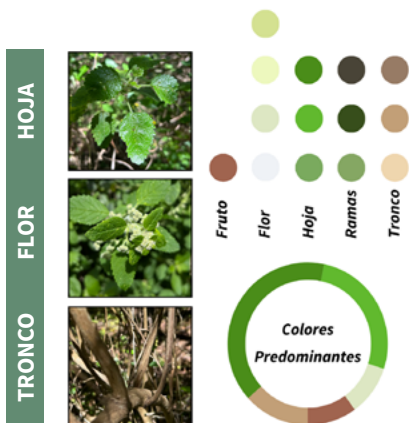 HOJA
FLOR
TRONCO
Fruto
Flor
Hoja
Ramas
Tronco
Colores
Predominantes